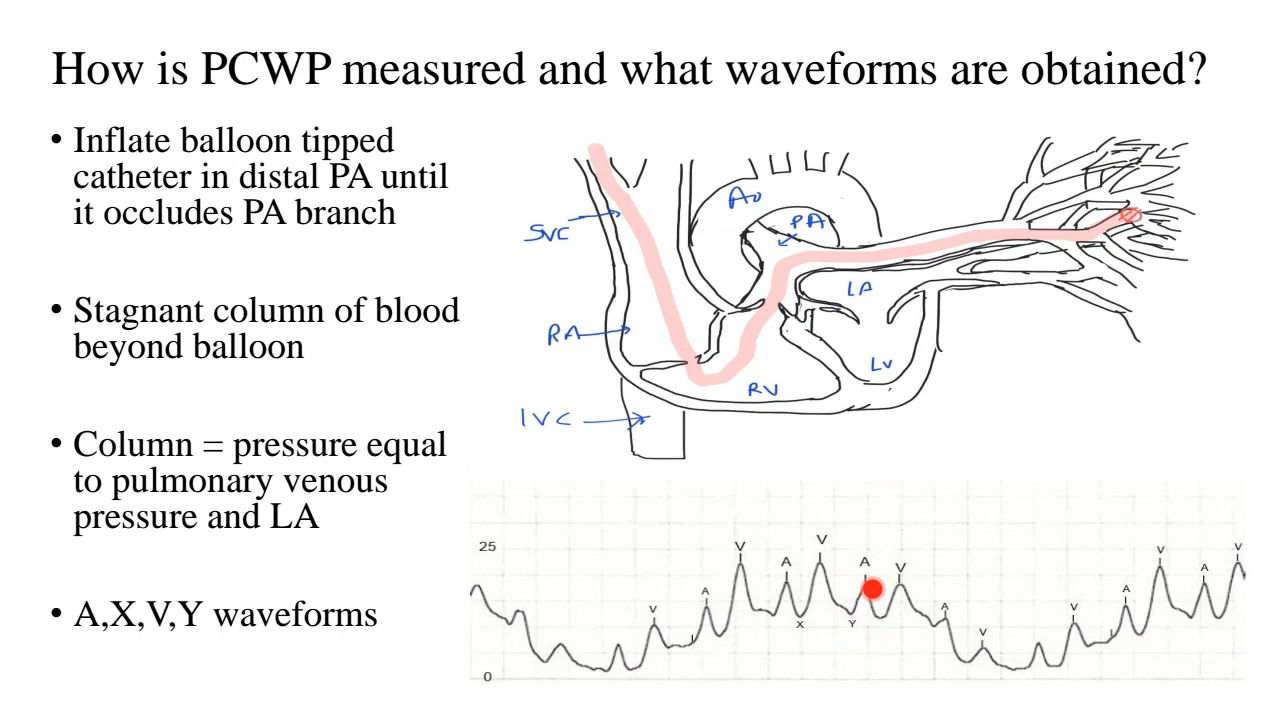 How is PCWP measured and what waveforms are obtained?
• Inflate balloon tipped
catheter in distal PA until
it occludes PA branch
• Stagnant column of blood
beyond balloon
• Column = pressure equal
to pulmonary venous
pressure and LA
• A,X,V,Y waveforms
Ao
PA
SVC
LA
RA
LV
RV
IVC
25
V
V
A
A
V
V
V
A
A
V
A
A
V
V
X
Y
V
0